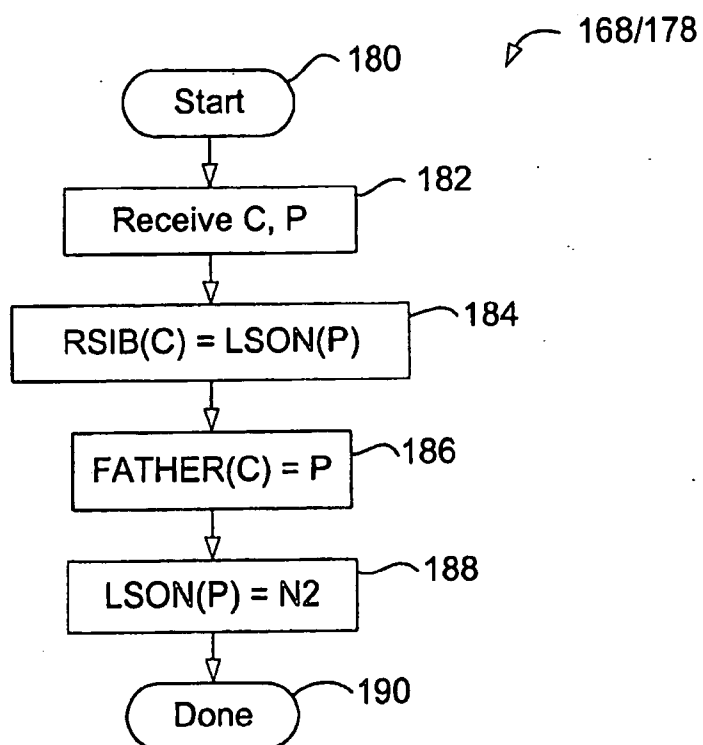 168/178
180
Start
182
Receive C, P
184
RSIB(C) = LSON(P)
186
FATHER(C) = P
188
LSON(P) = N2
190
Done